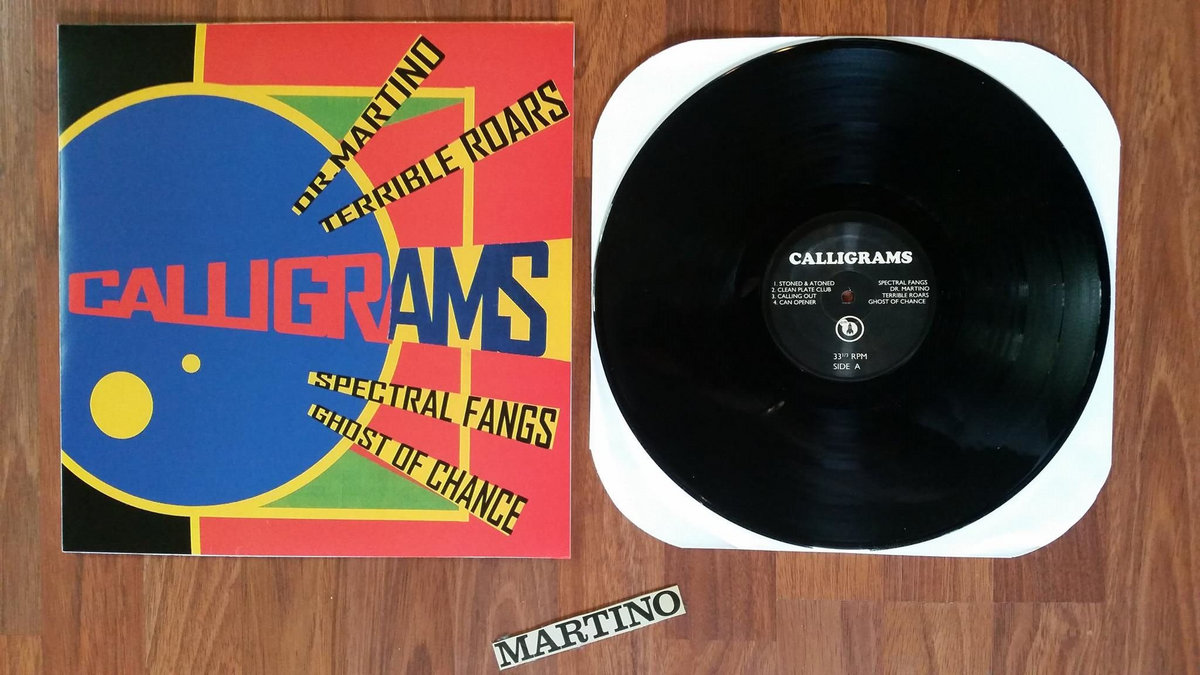 DR. MARTINO
TERRIBLE ROARS
CALLIGRAMS
SPECTRAL FANGS
GHOST OF CHANCE
CALLIGRAMS
1. STONED & ATONED
2. CLEAN PLATE CLUB
3. CALLING OUT
4. CAN OPENER
SPECTRAL FANGS
DR. MARTINO
TERRIBLE ROARS
GHOST OF CHANCE
33 1/3 RPM
SIDE A
MARTINO